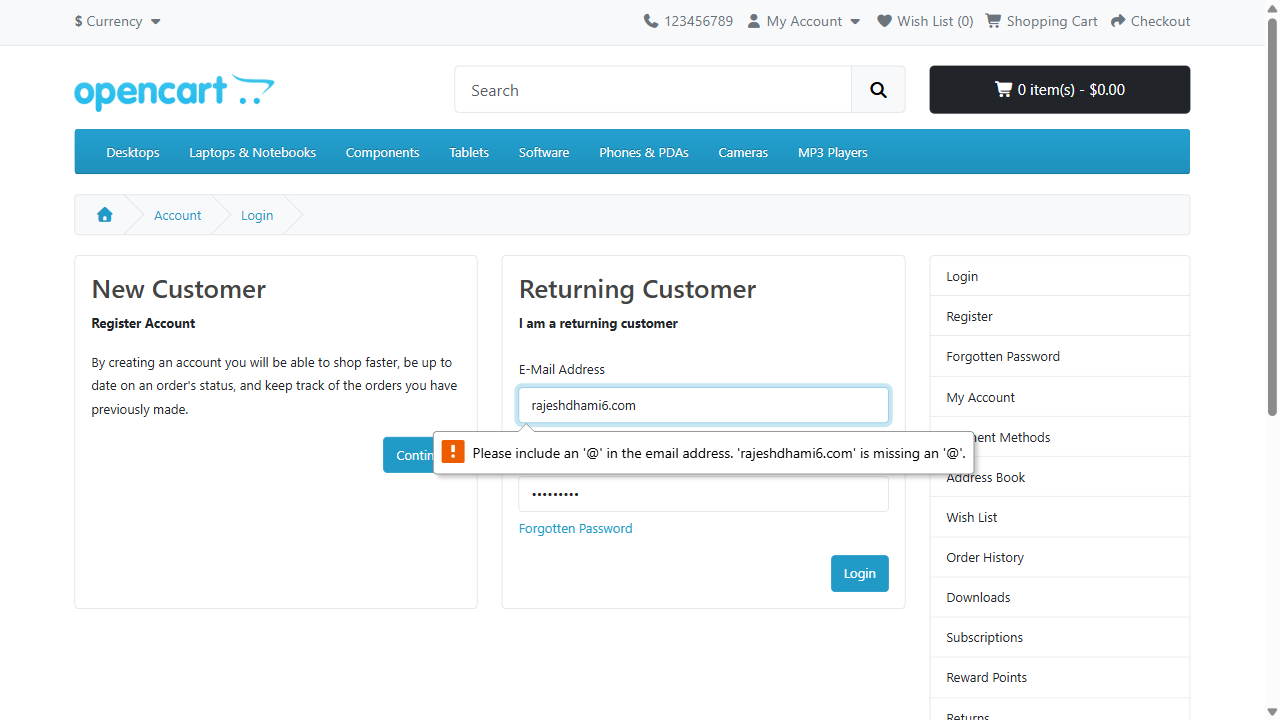 $ Currency
123456789
My Account
Wish List (0)
Shopping Cart
Checkout
opencart
Search
0 item(s) - $0.00
Desktops
Laptops & Notebooks
Components
Tablets
Software
Phones & PDAs
Cameras
MP3 Players
Account
Login
New Customer
Register Account
By creating an account you will be able to shop faster, be up to
date on an order's status, and keep track of the orders you have
previously made.
Returning Customer
I am a returning customer
E-Mail Address
rajeshdhami6.com
Please include an '@' in the email address. 'rajeshdhami6.com' is missing an '@'.
Forgotten Password
Login
Login
Register
Forgotten Password
My Account
Methods
Address Book
Wish List
Order History
Downloads
Subscriptions
Reward Points
Returns